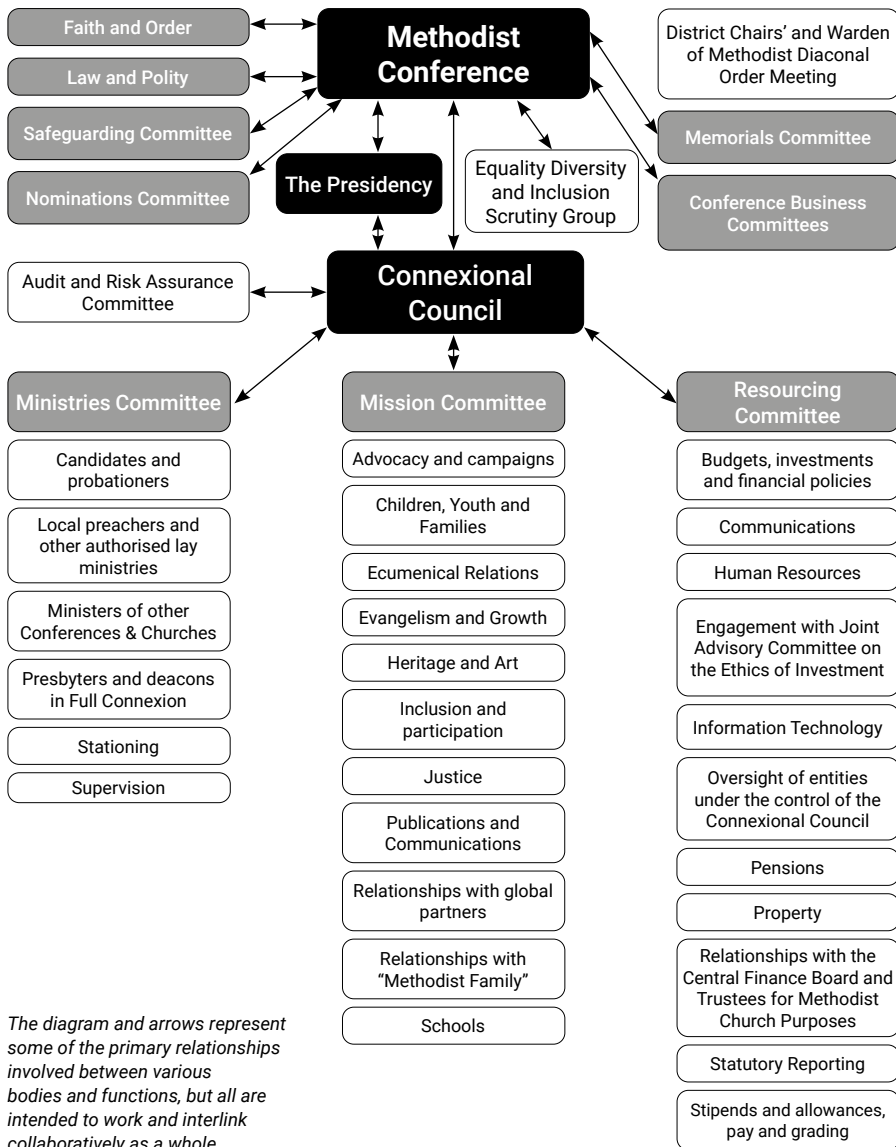 Faith and Order
Law and Polity
Safeguarding Committee
Nominations Committee
Methodist
Conference
The Presidency
Equality Diversity
and Inclusion
Scrutiny Group
District Chairs’ and Warden
of Methodist Diaconal
Order Meeting
Memorials Committee
Conference Business
Committees
Audit and Risk Assurance
Committee
Connexional
Council
Ministries Committee
Candidates and
probationers
Local preachers and
other authorised lay
ministries
Ministers of other
Conferences & Churches
Presbyters and deacons
in Full Connexion
Stationing
Supervision
Mission Committee
Advocacy and campaigns
Children, Youth and
Families
Ecumenical Relations
Evangelism and Growth
Heritage and Art
Inclusion and
participation
Justice
Publications and
Communications
Relationships with global
partners
Relationships with
“Methodist Family”
Schools
Resourcing
Committee
Budgets, investments
and financial policies
Communications
Human Resources
Engagement with Joint
Advisory Committee on
the Ethics of Investment
Information Technology
Oversight of entities
under the control of the
Connexional Council
Pensions
Property
Relationships with the
Central Finance Board and
Trustees for Methodist
Church Purposes
Statutory Reporting
Stipends and allowances,
pay and grading
The diagram and arrows represent
some of the primary relationships
involved between various
bodies and functions, but all are
intended to work and interlink
collaboratively as a whole